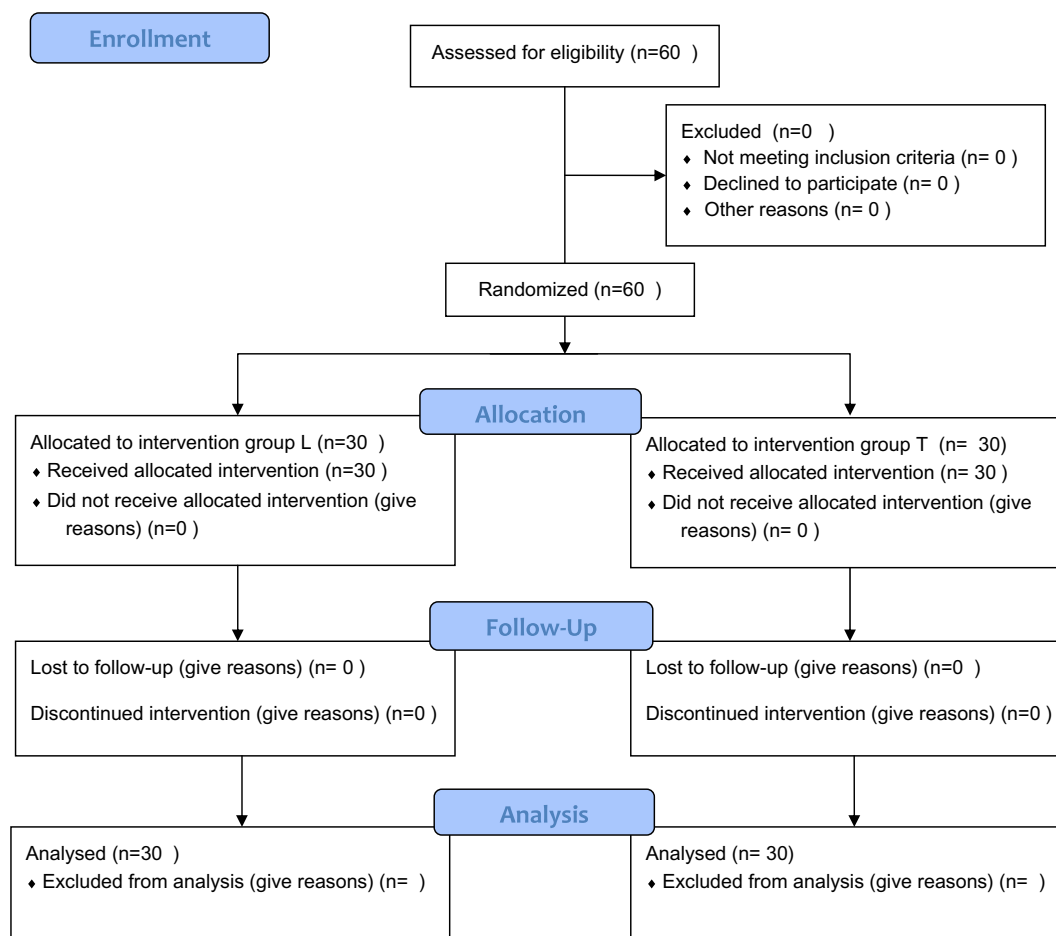 Enrollment
Assessed for eligibility (n=60  )
Excluded  (n=0   )
♦ Not meeting inclusion criteria (n= 0 )
♦ Declined to participate (n= 0 )
♦ Other reasons (n= 0 )
Randomized (n=60  )
Allocation
Allocated to intervention group L (n=30  )
♦ Received allocated intervention (n=30 )
♦ Did not receive allocated intervention (give
reasons) (n=0 )
Allocated to intervention group T  (n=  30)
♦ Received allocated intervention (n= 30 )
♦ Did not receive allocated intervention (give
reasons) (n= 0 )
Follow-Up
Lost to follow-up (give reasons) (n= 0 )
Discontinued intervention (give reasons) (n=0 )
Lost to follow-up (give reasons) (n=0  )
Discontinued intervention (give reasons) (n=0 )
Analysis
Analysed (n=30  )
♦ Excluded from analysis (give reasons) (n=  )
Analysed (n= 30)
♦ Excluded from analysis (give reasons) (n=  )